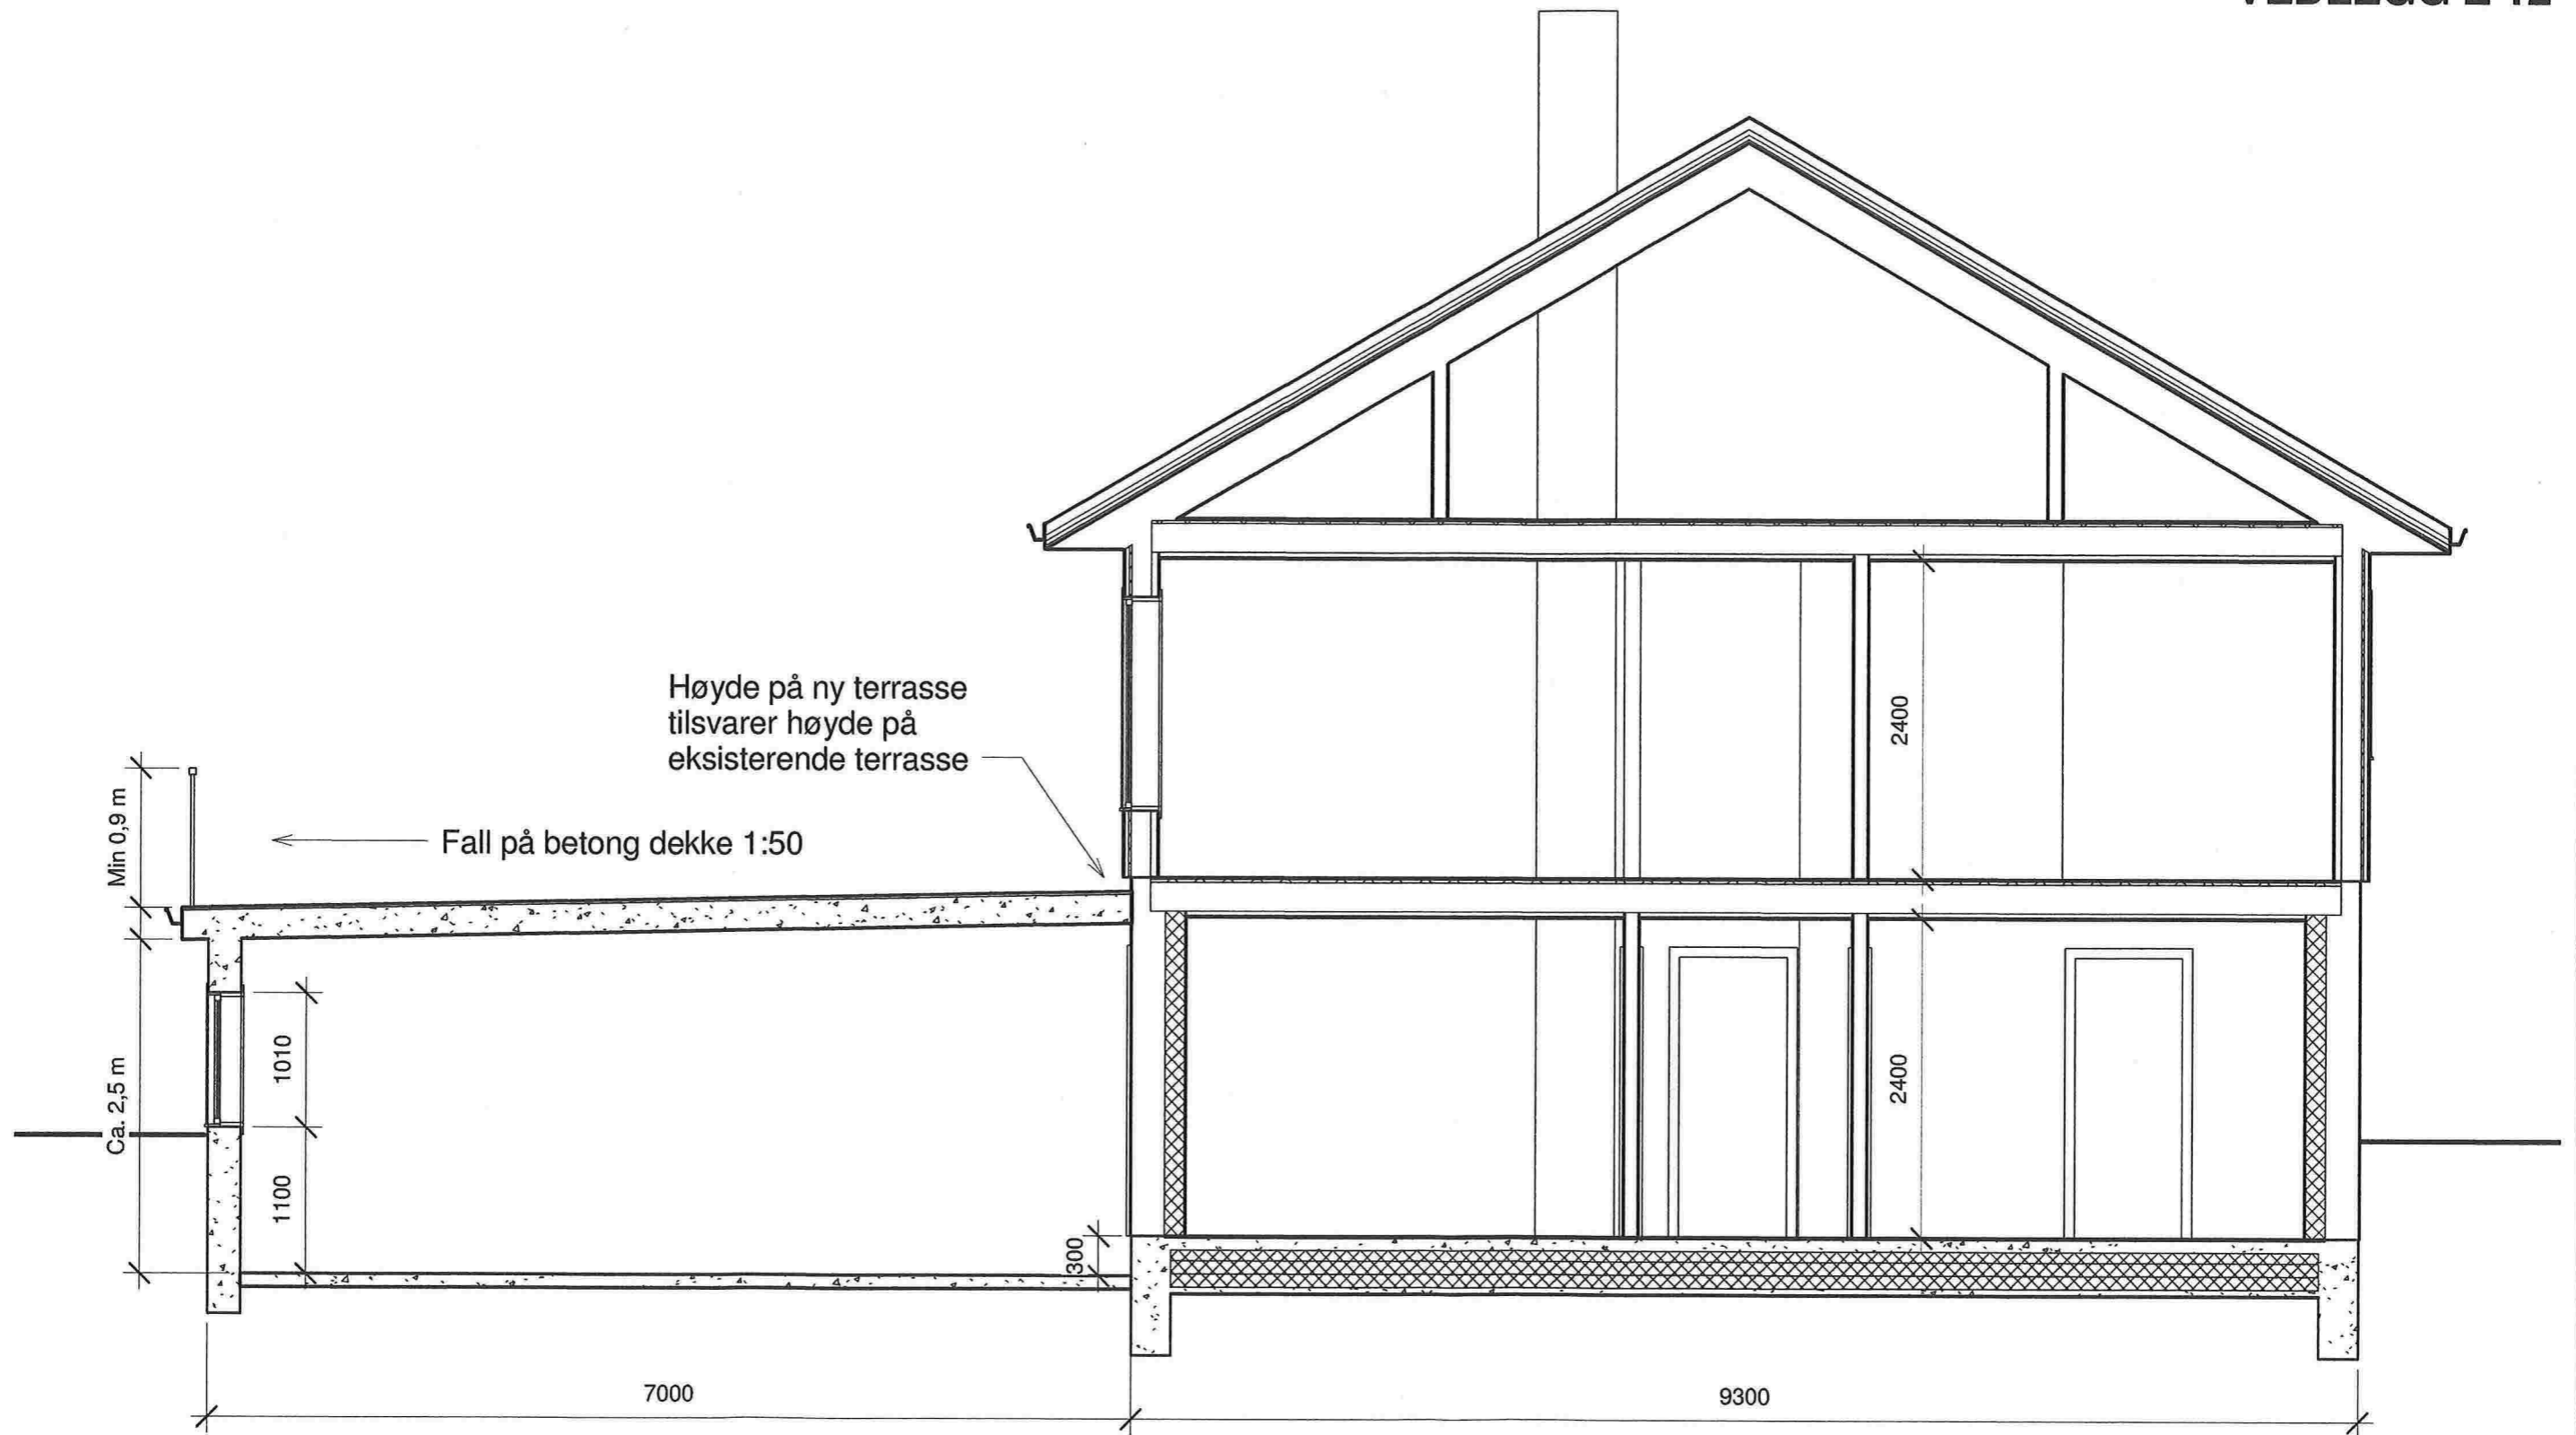 Høyde på ny terrasse
tilsvarer høyde på
eksisterende terrasse
Fall på betong dekke 1:50
Min 0,9 m
Ca. 2,5 m
1010
1100
300
2400
2400
7000
9300